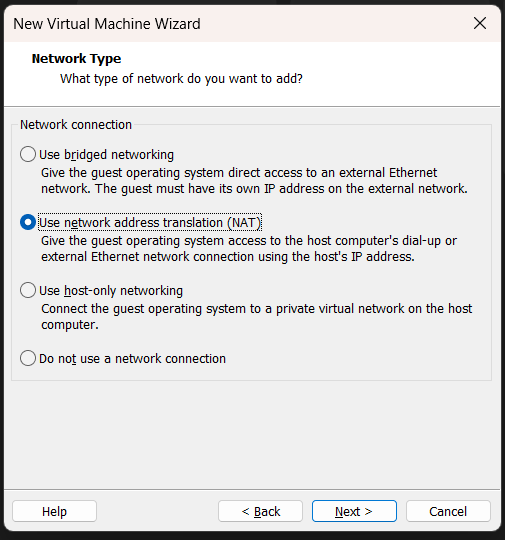 New Virtual Machine Wizard
Network Type
What type of network do you want to add?
Network connection
Use bridged networking
Give the guest operating system direct access to an external Ethernet
network. The guest must have its own IP address on the external network.
Use network address translation (NAT)
Give the guest operating system access to the host computer's dial-up or
external Ethernet network connection using the host's IP address.
Use host-only networking
Connect the guest operating system to a private virtual network on the host
computer.
Do not use a network connection
Help
< Back
Next >
Cancel